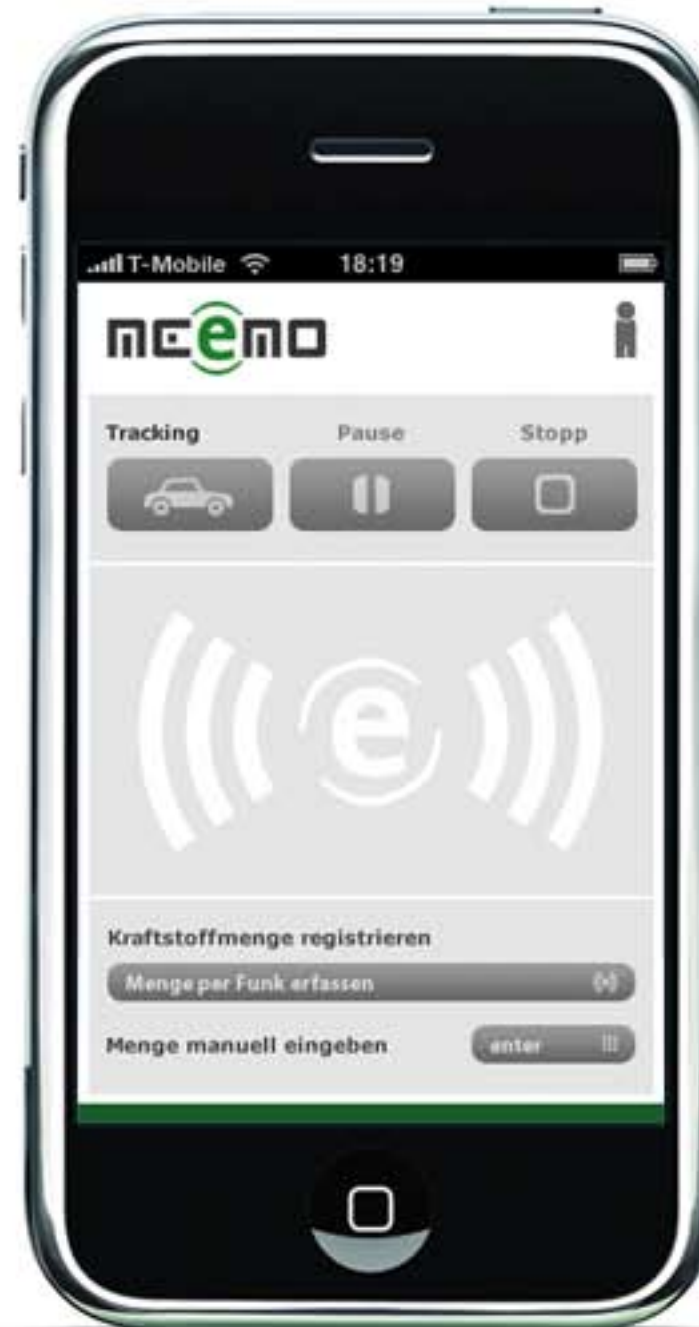 T-Mobile 18:19
mcemo
Tracking Pause Stopp
e
Kraftstoffmenge registrieren
Menge per Funk erfassen
Menge manuell eingeben enter